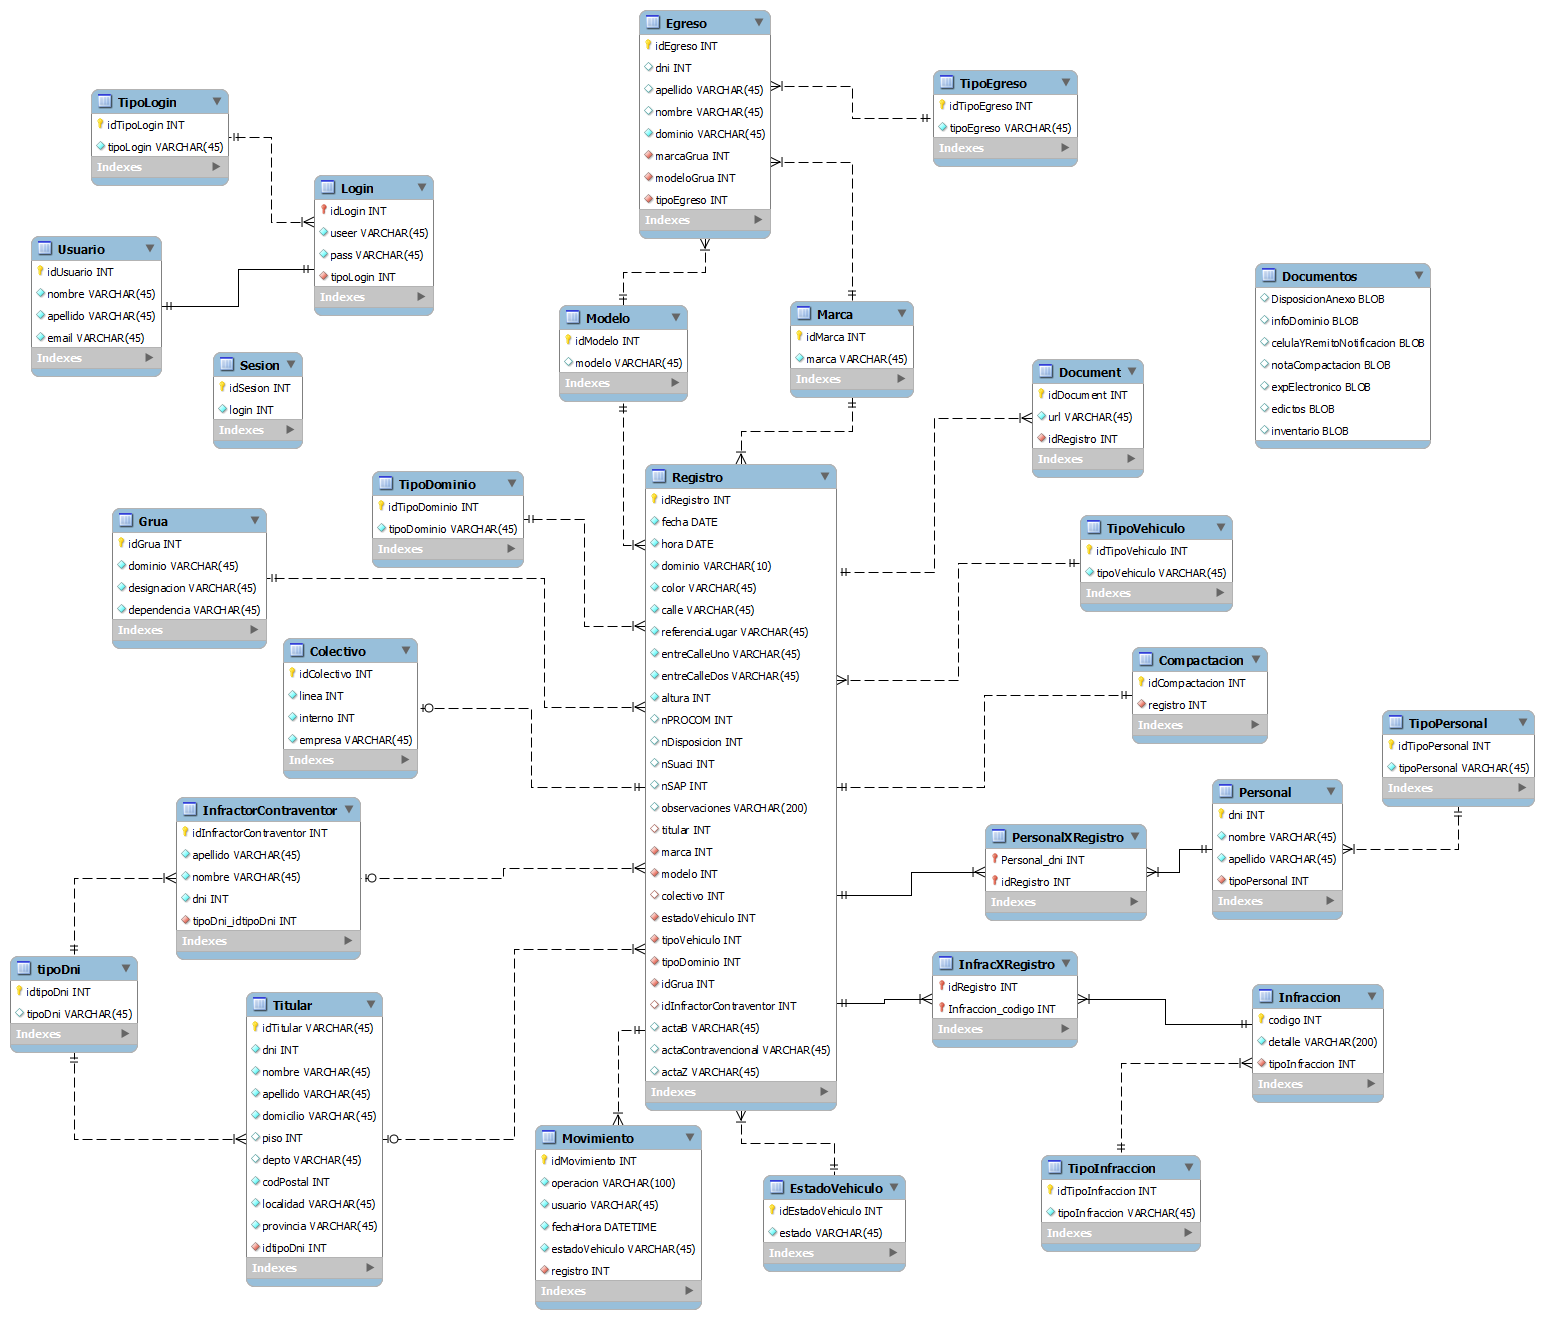 Egreso
idEgreso INT
dni INT
apellido VARCHAR(45)
nombre VARCHAR(45)
dominio VARCHAR(45)
marcaGrua INT
modeloGrua INT
tipoEgreso INT
Indexes
TipoEgreso
idTipoEgreso INT
tipoEgreso VARCHAR(45)
Indexes
TipoLogin
idTipoLogin INT
tipoLogin VARCHAR(45)
Indexes
Login
idLogin INT
useer VARCHAR(45)
pass VARCHAR(45)
tipoLogin INT
Indexes
Usuario
idUsuario INT
nombre VARCHAR(45)
apellido VARCHAR(45)
email VARCHAR(45)
Indexes
Sesion
idSesion INT
login INT
Indexes
Modelo
idModelo INT
modelo VARCHAR(45)
Indexes
Marca
idMarca INT
marca VARCHAR(45)
Indexes
Documentos
DisposicionAnexo BLOB
infoDominio BLOB
celulaYRemitoNotificacion BLOB
notaCompactacion BLOB
expElectronico BLOB
edictos BLOB
inventario BLOB
Document
idDocument INT
url VARCHAR(45)
idRegistro INT
Indexes
TipoDominio
idTipoDominio INT
tipoDominio VARCHAR(45)
Indexes
Grua
idGrua INT
dominio VARCHAR(45)
designacion VARCHAR(45)
dependencia VARCHAR(45)
Indexes
Registro
idRegistro INT
fecha DATE
hora DATE
dominio VARCHAR(10)
color VARCHAR(45)
calle VARCHAR(45)
referenciaLugar VARCHAR(45)
entreCalleUno VARCHAR(45)
entreCalleDos VARCHAR(45)
altura INT
nPROCOM INT
nDisposicion INT
nSuaci INT
nSAP INT
observaciones VARCHAR(200)
titular INT
marca INT
modelo INT
colectivo INT
estadoVehiculo INT
tipoVehiculo INT
tipoDominio INT
idGrua INT
idInfractorContraventor INT
actaB VARCHAR(45)
actaContravencional VARCHAR(45)
actaZ VARCHAR(45)
Indexes
TipoVehiculo
idTipoVehiculo INT
tipoVehiculo VARCHAR(45)
Indexes
Colectivo
idColectivo INT
linea INT
interno INT
empresa VARCHAR(45)
Indexes
Compactacion
idCompactacion INT
registro INT
Indexes
TipoPersonal
idTipoPersonal INT
tipoPersonal VARCHAR(45)
Indexes
Personal
dni INT
nombre VARCHAR(45)
apellido VARCHAR(45)
tipoPersonal INT
Indexes
PersonalXRegistro
Personal_dni INT
idRegistro INT
Indexes
InfractorContraventor
idInfractorContraventor INT
apellido VARCHAR(45)
nombre VARCHAR(45)
dni INT
tipoDni_idtipoDni INT
Indexes
tipoDni
idtipoDni INT
tipoDni VARCHAR(45)
Indexes
InfracXRegistro
idRegistro INT
Infraccion_codigo INT
Indexes
Infraccion
codigo INT
detalle VARCHAR(200)
tipoInfraccion INT
Indexes
Titular
idTitular VARCHAR(45)
dni INT
nombre VARCHAR(45)
apellido VARCHAR(45)
domicilio VARCHAR(45)
piso INT
depto VARCHAR(45)
codPostal INT
localidad VARCHAR(45)
provincia VARCHAR(45)
idtipoDni INT
Indexes
Movimiento
idMovimiento INT
operacion VARCHAR(100)
usuario VARCHAR(45)
fechaHora DATETIME
estadoVehiculo VARCHAR(45)
registro INT
Indexes
EstadoVehiculo
idEstadoVehiculo INT
estado VARCHAR(45)
Indexes
TipoInfraccion
idTipoInfraccion INT
tipoInfraccion VARCHAR(45)
Indexes